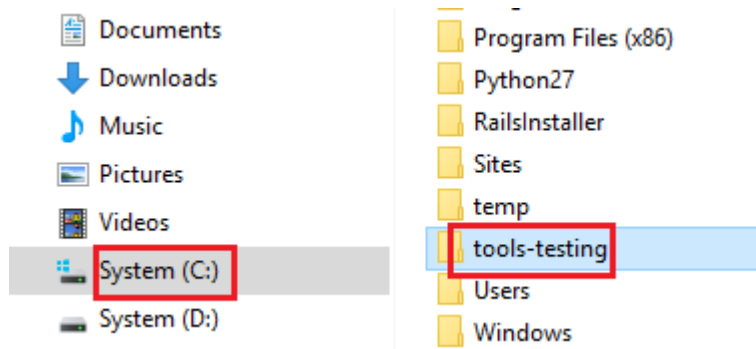 Documents
Downloads
Music
Pictures
Videos
System (C:)
System (D:)
Program Files (x86)
Python27
RailsInstaller
Sites
temp
tools-testing
Users
Windows